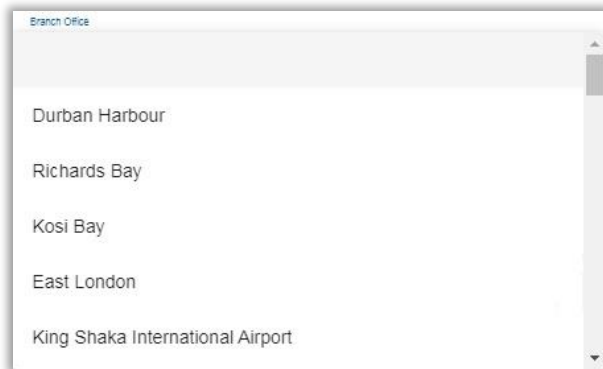 Branch Office
Durban Harbour
Richards Bay
Kosi Bay
East London
King Shaka International Airport